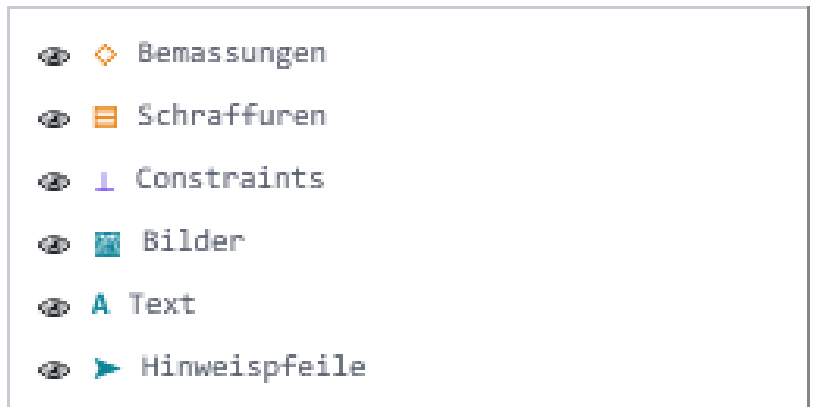 Bemassungen
Schraffuren
Constraints
Bilder
A Text
Hinweispfeile